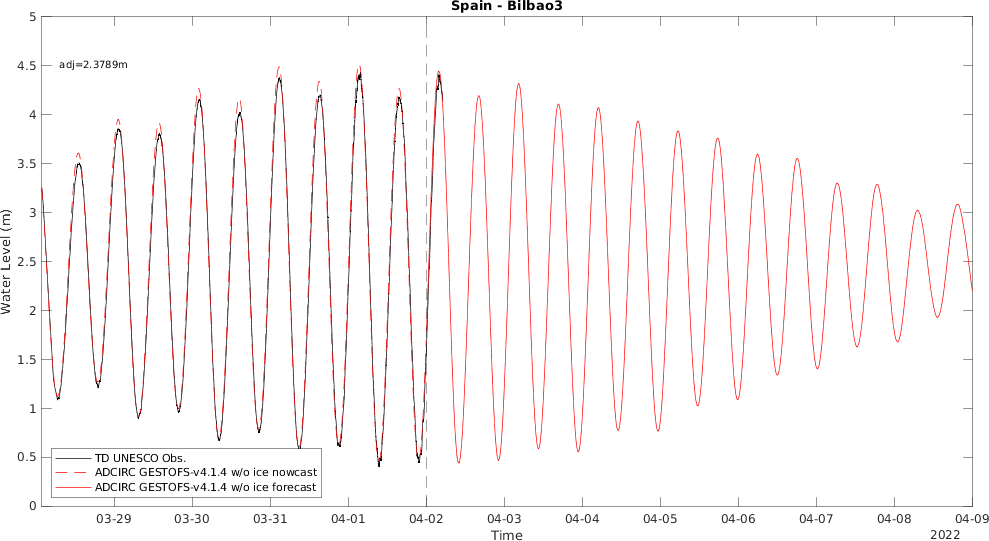 Spain - Bilbao3
5
4.5
4
3.5
3
2.5
2
1.5
1
0.5
0
Water Level (m)
adj=2.3789m
TD UNESCO Obs.
ADCIRC GESTOFS-v4.1.4 w/o ice nowcast
ADCIRC GESTOFS-v4.1.4 w/o ice forecast
03-29 03-30 03-31 04-01 04-02 04-03 04-04 04-05 04-06 04-07 04-08 04-09
Time
2022